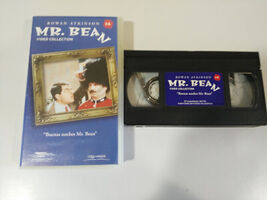 ROWAN ATKINSON
MR. BEAN
VIDEO COLLECTION
"Buenas noches Mr. Bean"
ROWAN ATKINSON
MR. BEAN
VIDEO COLLECTION
"Buenas noches Mr. Bean"